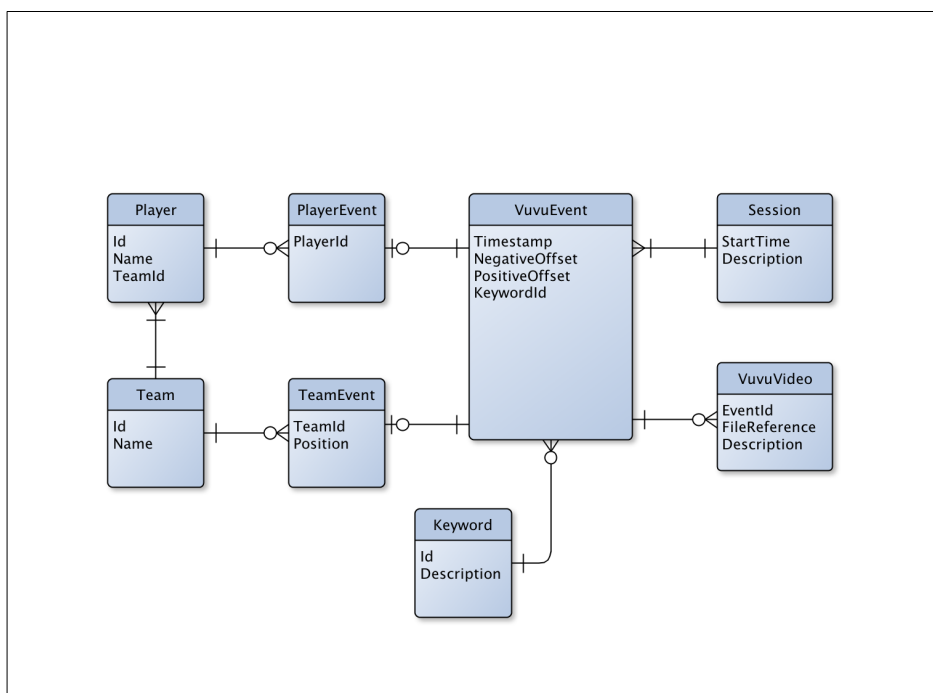 Player
Id
Name
TeamId
PlayerEvent
PlayerId
VuvuEvent
Timestamp
NegativeOffset
PositiveOffset
KeywordId
Session
StartTime
Description
Team
Id
Name
TeamEvent
TeamId
Position
VuvuVideo
EventId
FileReference
Description
Keyword
Id
Description